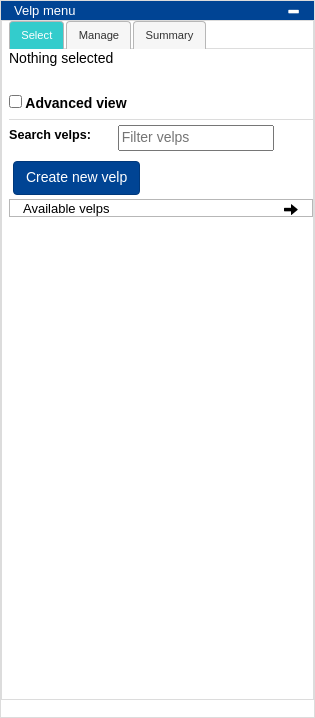 Velp menu
Select Manage Summary
Nothing selected
Advanced view
Search velps: Filter velps
Create new velp
Available velps